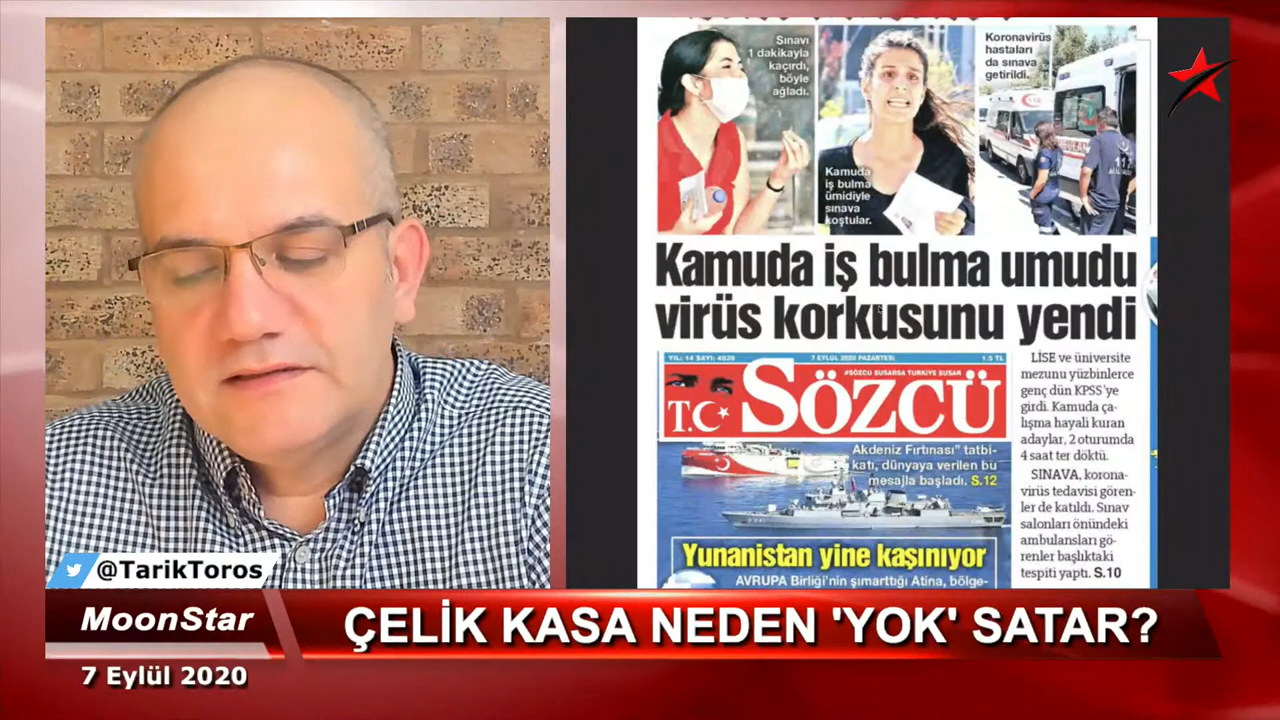 Sınavı
1 dakikayla
kaçırdı,
böyle
ağladı.
Kamuda
iş bulma
ümidiyle
sınava
koştular.
Koronavirüs
hastaları
da sınava
getirildi.
Kamuda iş bulma umudu
virüs korkusunu yendi
YIL: 14 SAYI: 4839
7 EYLÜL 2020 PAZARTESİ
1.5 TL
#SÖZCÜ SUSARSA TÜRKİYE SUSAR
T.C
SÖZCÜ
Akdeniz Fırtınası” tatbi-
katı, dünyaya verilen bu
mesajla başladı. S.12
Yunanistan yine kaşınıyor
AVRUPA Birliği'nin şımarttığı Atina, bölge-
LİSE ve üniversite
mezunu yüzbinlerce
genç dün KPSS'ye
girdi. Kamuda ça-
lışma hayali kuran
adaylar, 2 oturumda
4 saat ter döktü.
SINAVA, korona-
virüs tedavisi gören-
ler de katıldı. Sınav
salonları önündeki
ambulansları gö-
renler başlıktaki
tespiti yaptı. S.10
@TarikToros
MoonStar
ÇELİK KASA NEDEN 'YOK' SATAR?
7 Eylül 2020